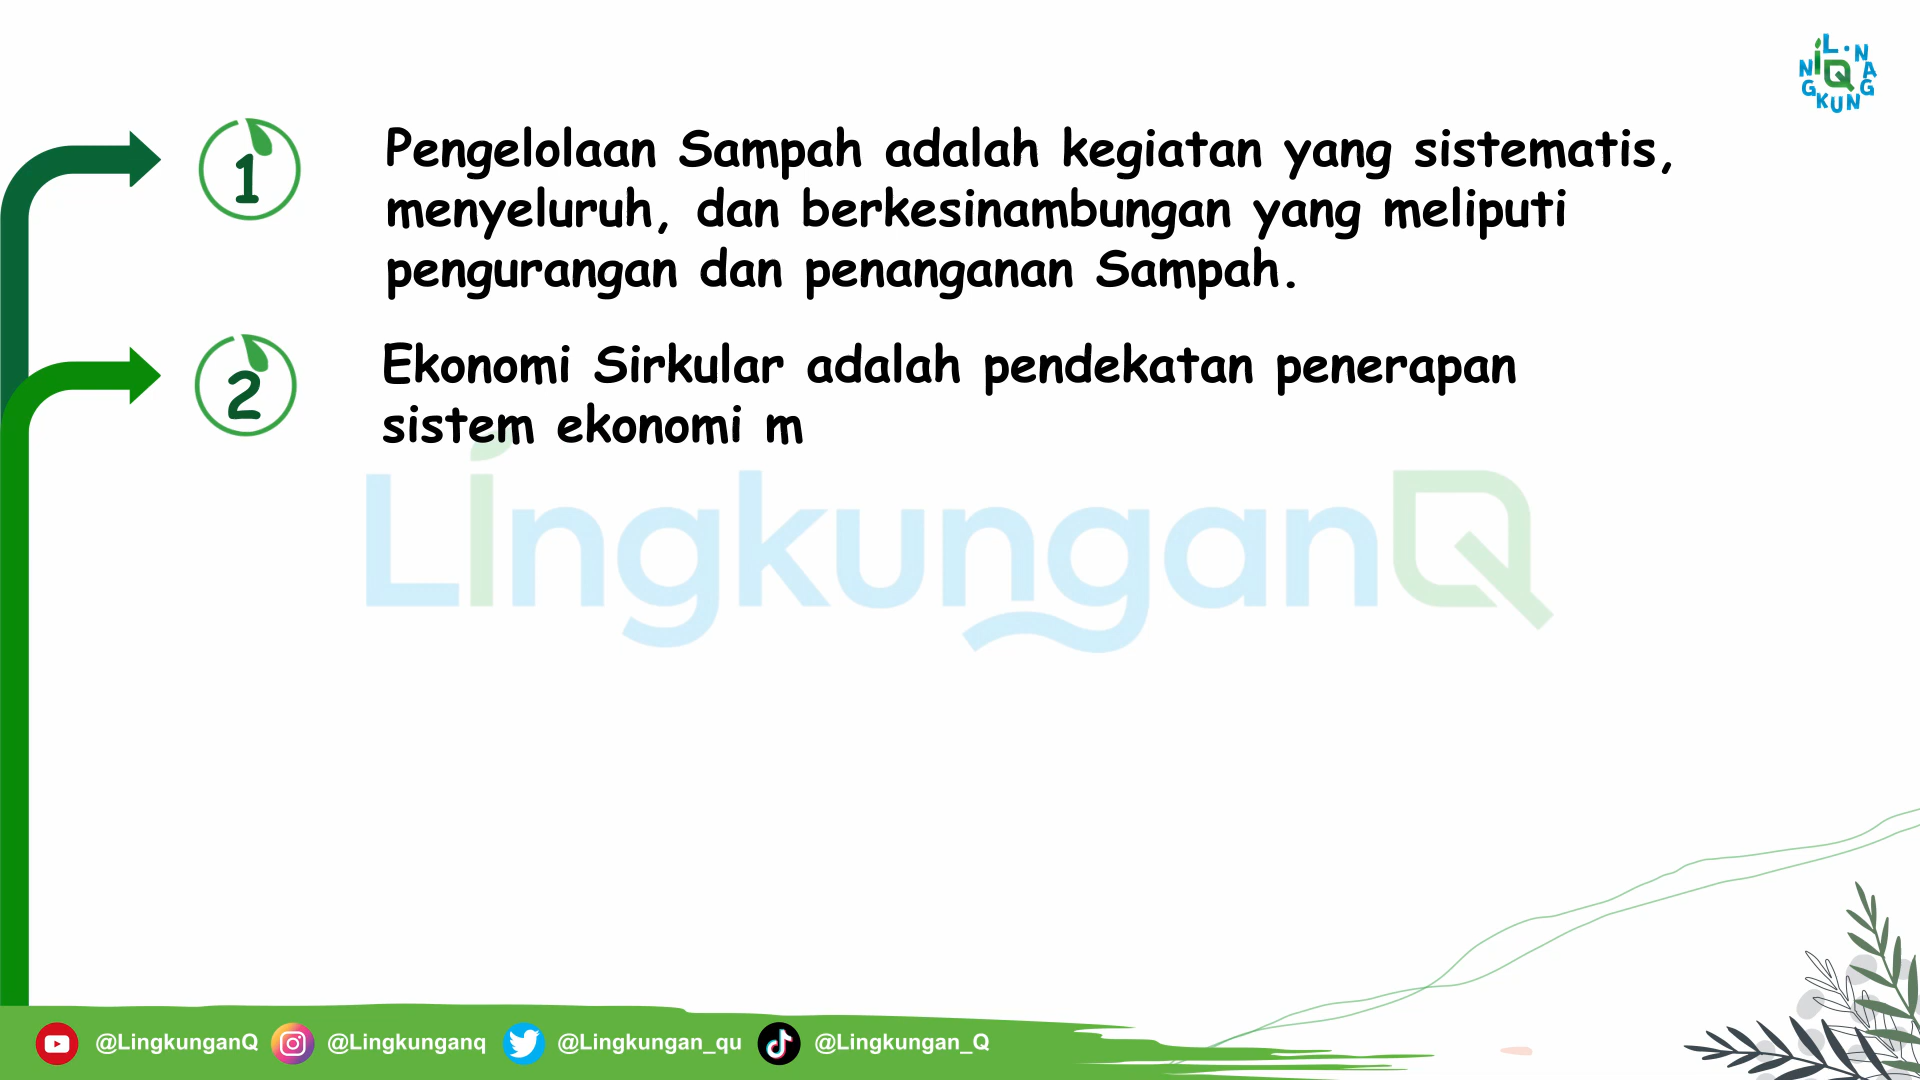 LINGKUNGAN
Q
1
Pengelolaan Sampah adalah kegiatan yang sistematis,
menyeluruh, dan berkesinambungan yang meliputi
pengurangan dan penanganan Sampah.
2
Ekonomi Sirkular adalah pendekatan penerapan
sistem ekonomi m
LingkunganQ
@LingkunganQ
@Lingkunganq
@Lingkungan_qu
@Lingkungan_Q